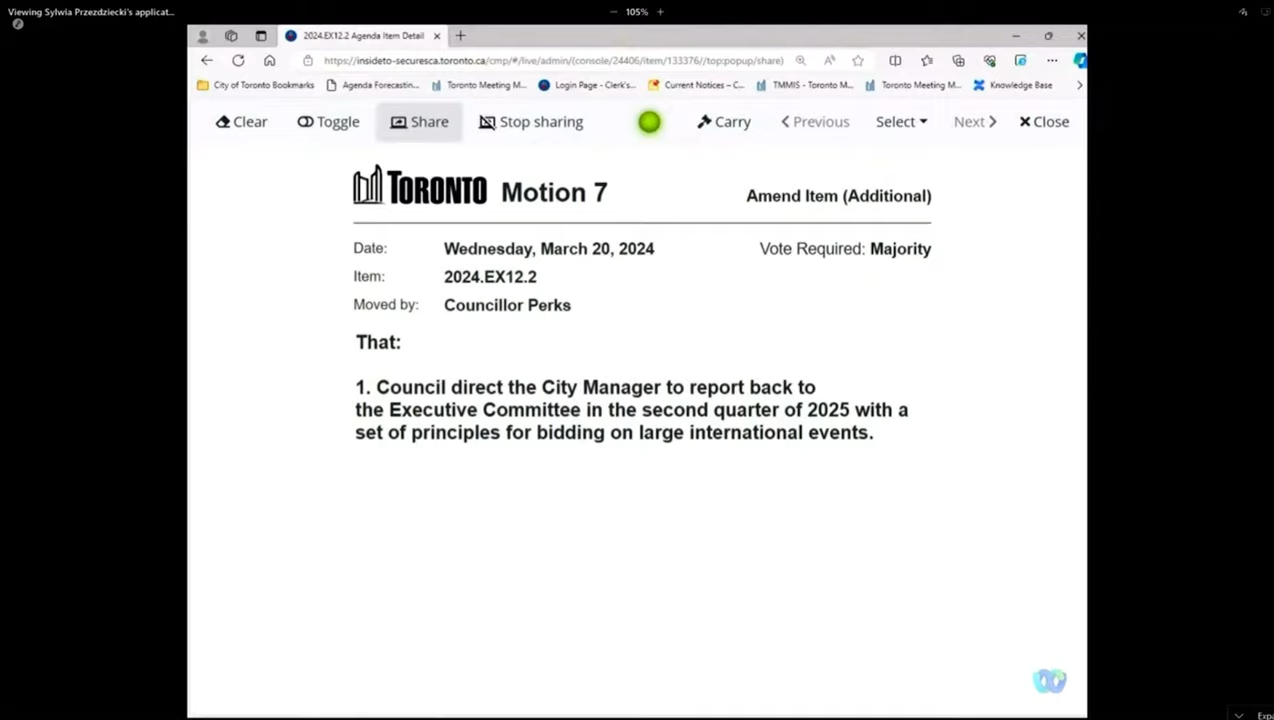 Viewing Sylwia Przezdziecki's applicat...
105%
2024.EX12.2 Agenda Item Detail
https://insideto-securesca.toronto.ca/cmp/#/live/admin/(console/24406/item/133376//top:popup/share)
City of Toronto Bookmarks Agenda Forecastin... Toronto Meeting M... Login Page - Clerk's... Current Notices – C... TMMIS - Toronto M... Toronto Meeting M... Knowledge Base
Clear Toggle Share Stop sharing Carry Previous Select Next Close
TORONTO Motion 7 Amend Item (Additional)
Date: Wednesday, March 20, 2024 Vote Required: Majority
Item: 2024.EX12.2
Moved by: Councillor Perks
That:
1. Council direct the City Manager to report back to
the Executive Committee in the second quarter of 2025 with a
set of principles for bidding on large international events.